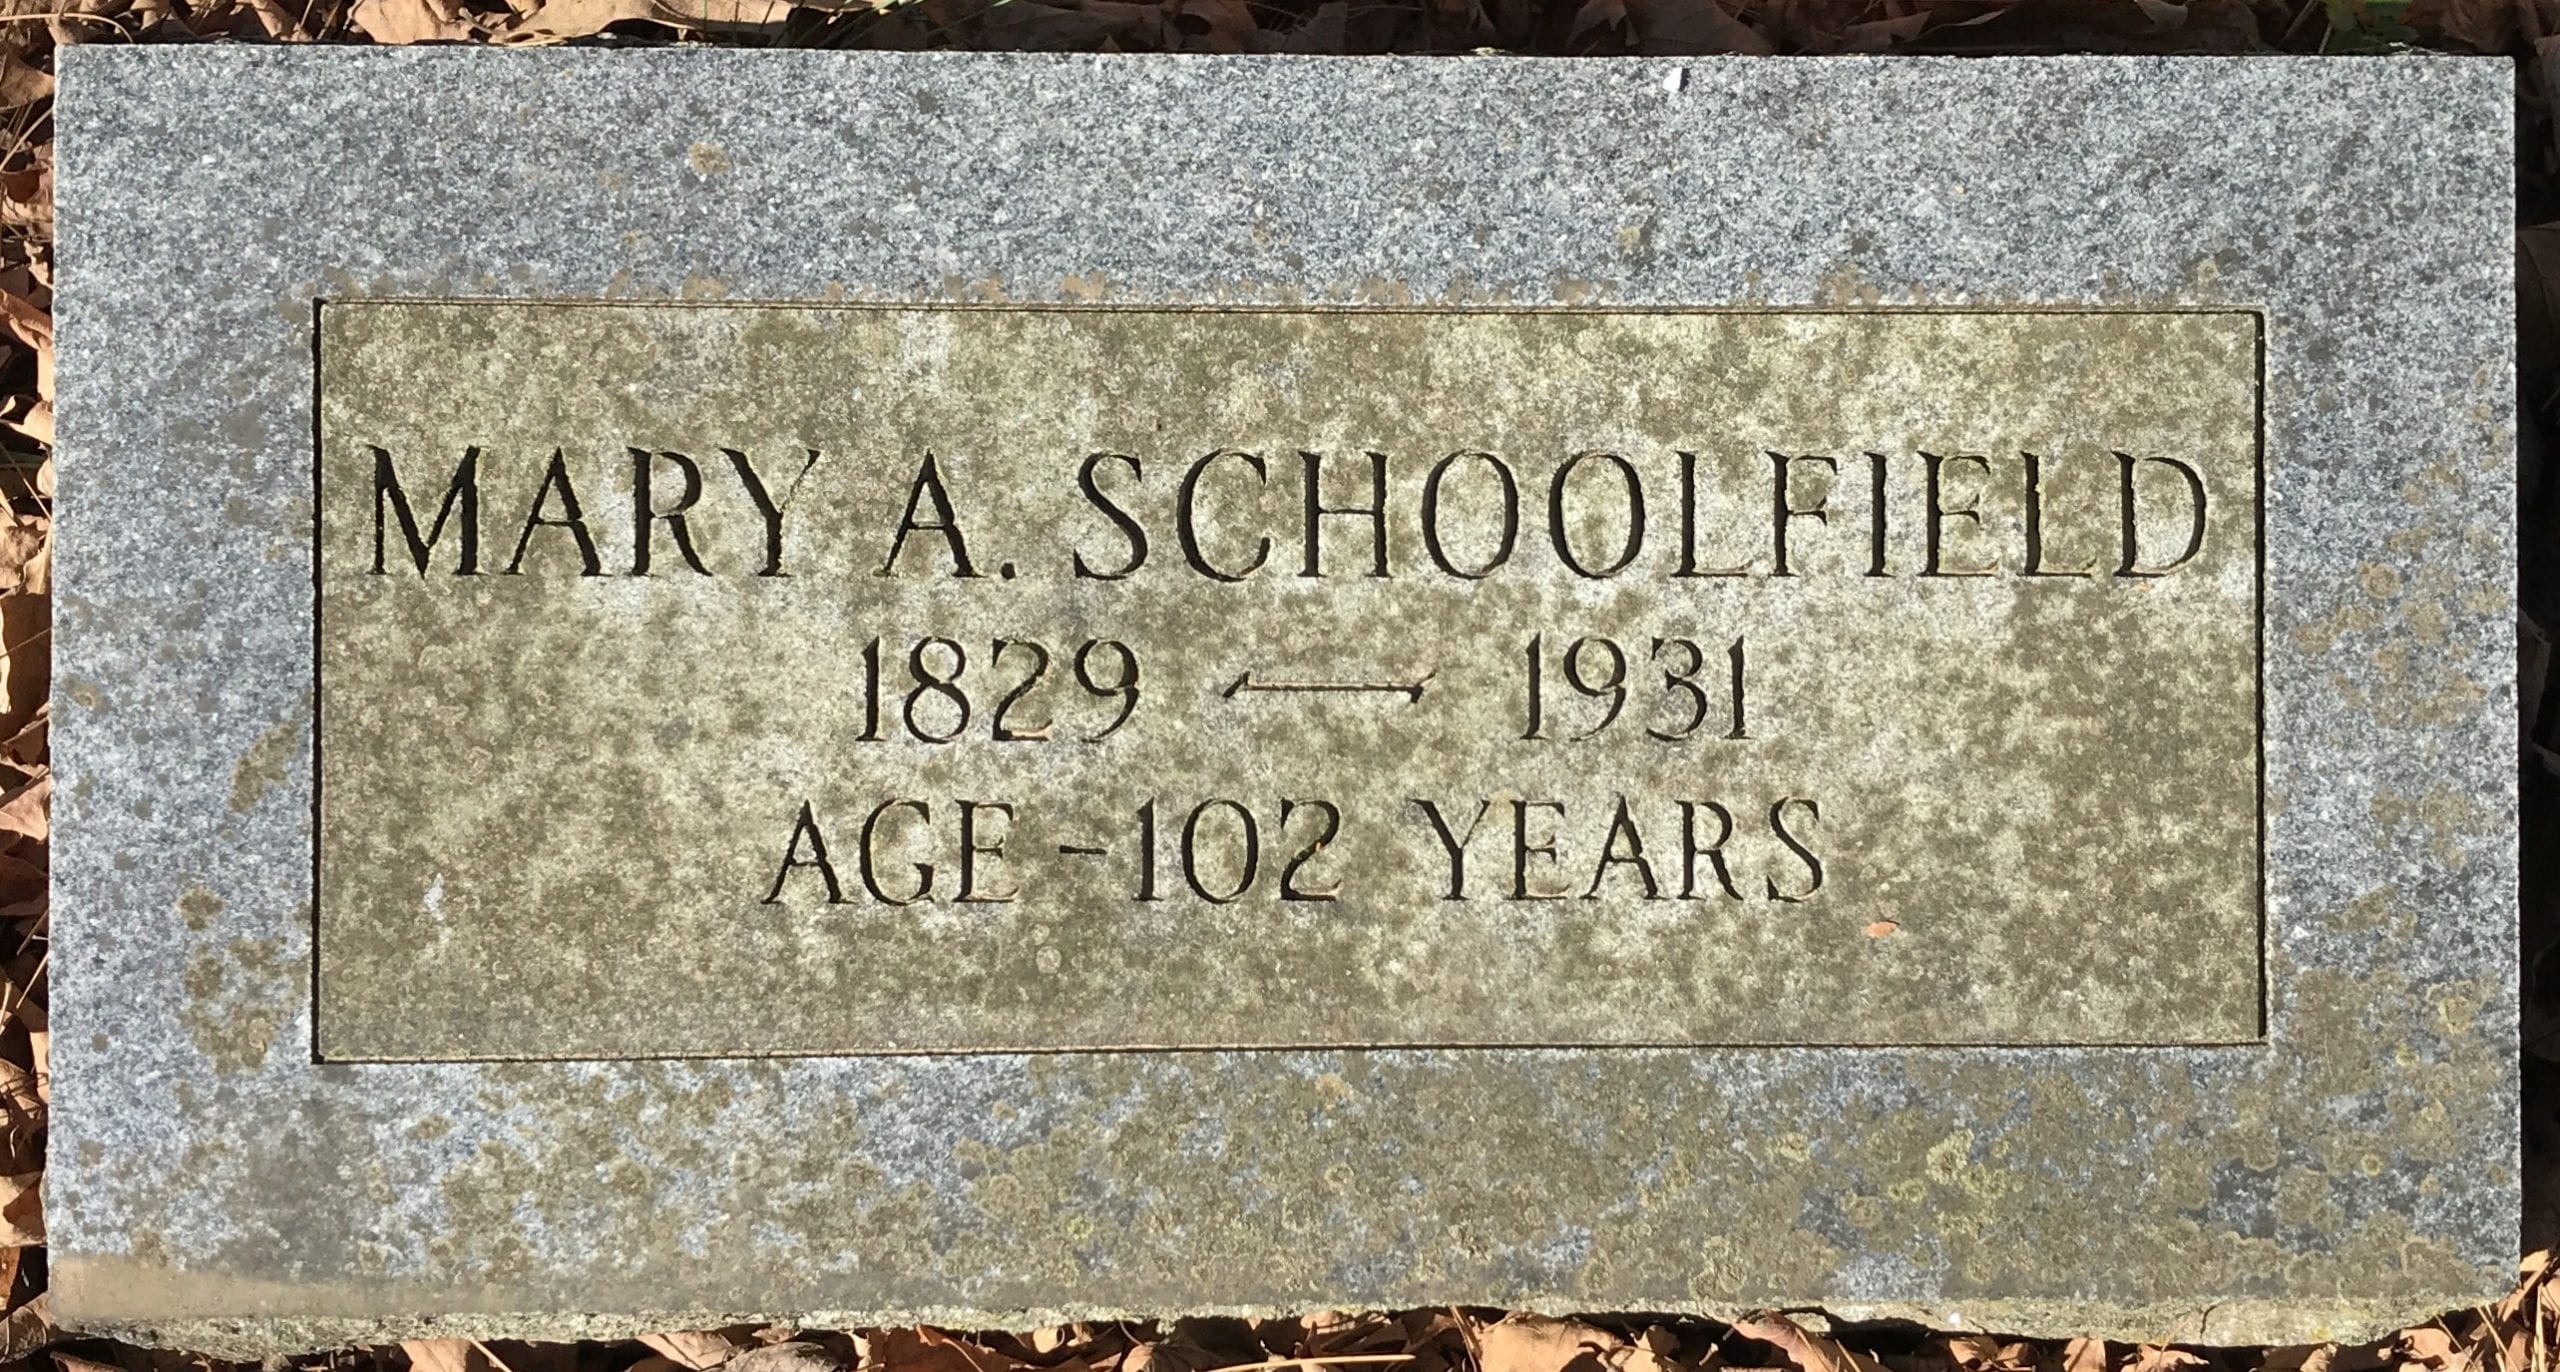 MARY A. SCHOOLFIELD
1829 — 1931
AGE - 102 YEARS